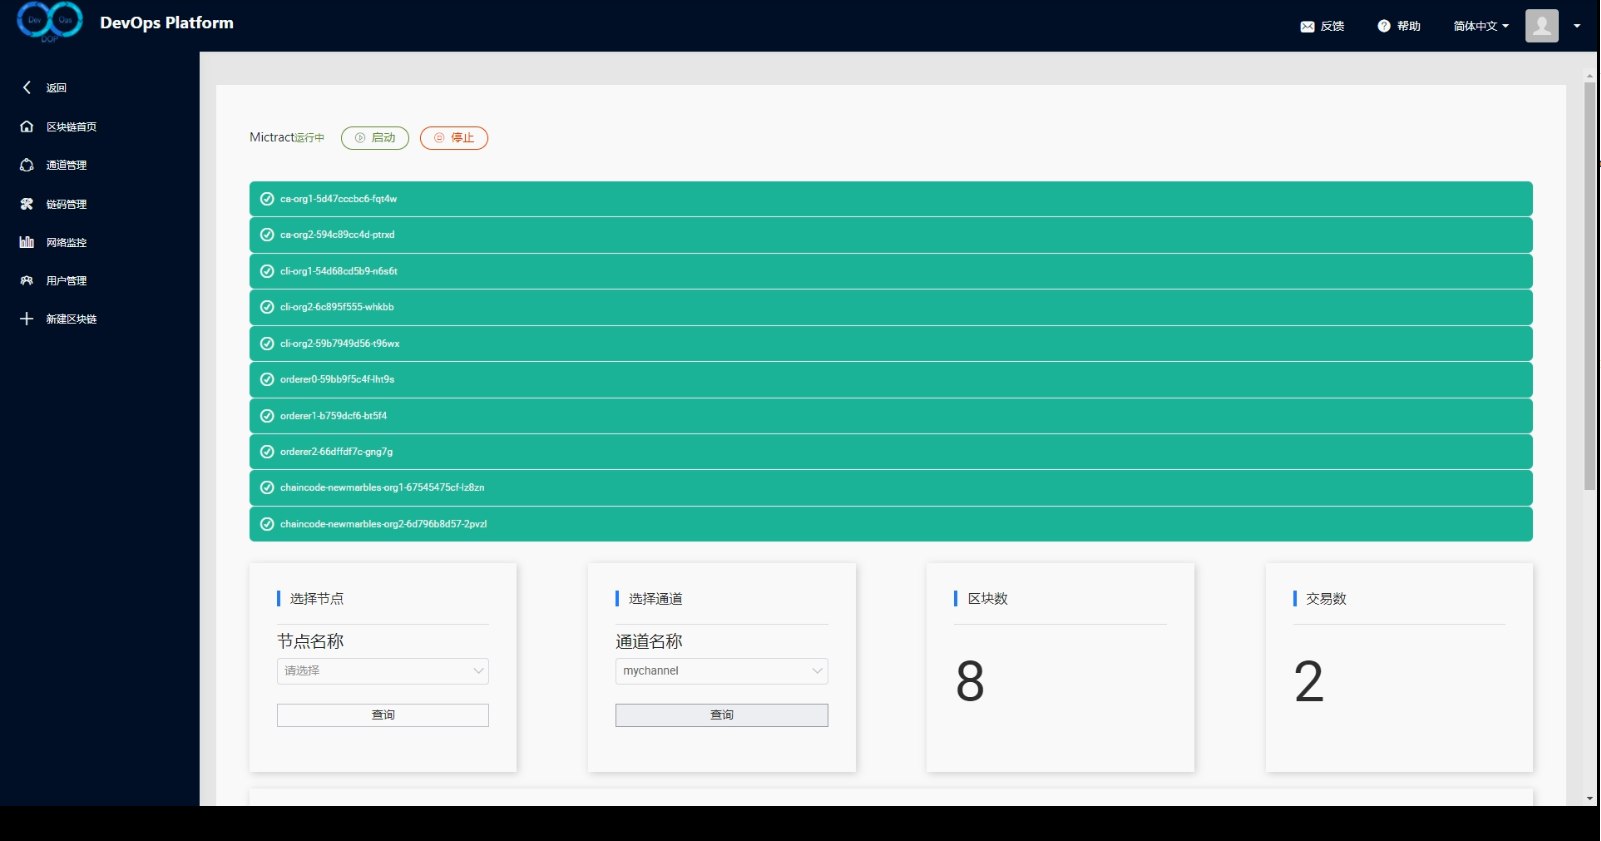 Dev Ops
DOP
DevOps Platform
反馈
帮助
简体中文
返回
区块链首页
通道管理
链码管理
网络监控
用户管理
新建区块链
Mictract运行中
启动
停止
ca-org1-5d47cccbc6-fqt4w
ca-org2-594c89cc4d-ptrxd
cli-org1-54d68cd5b9-n6s6t
cli-org2-6c895f555-whkbb
cli-org2-59b7949d56-t96wx
orderer0-59bb9f5c4f-lht9s
orderer1-b759dcf6-bt5f4
orderer2-66dffdf7c-gng7g
chaincode-newmarbles-org1-67545475cf-lz8zn
chaincode-newmarbles-org2-6d796b8d57-2pvzl
选择节点
节点名称
请选择
查询
选择通道
通道名称
mychannel
查询
区块数
8
交易数
2